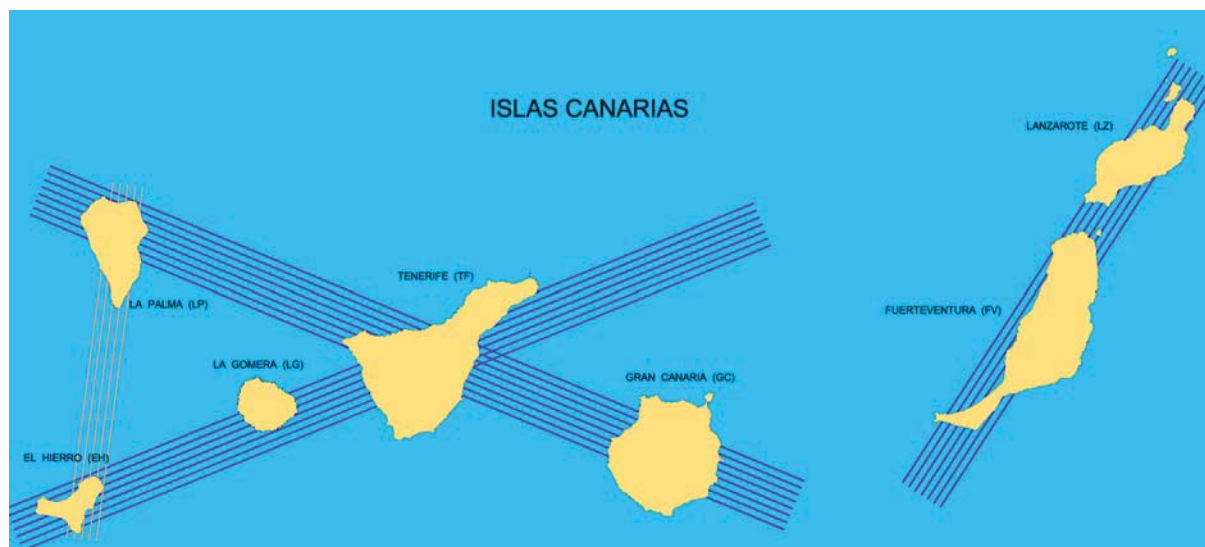 ISLAS CANARIAS
LANZAROTE (LZ)
TENERIFE (TF)
LA PALMA (LP)
FUERTEVENTURA (FV)
LA GOMERA (LG)
GRAN CANARIA (GC)
EL HIERRO (EH)